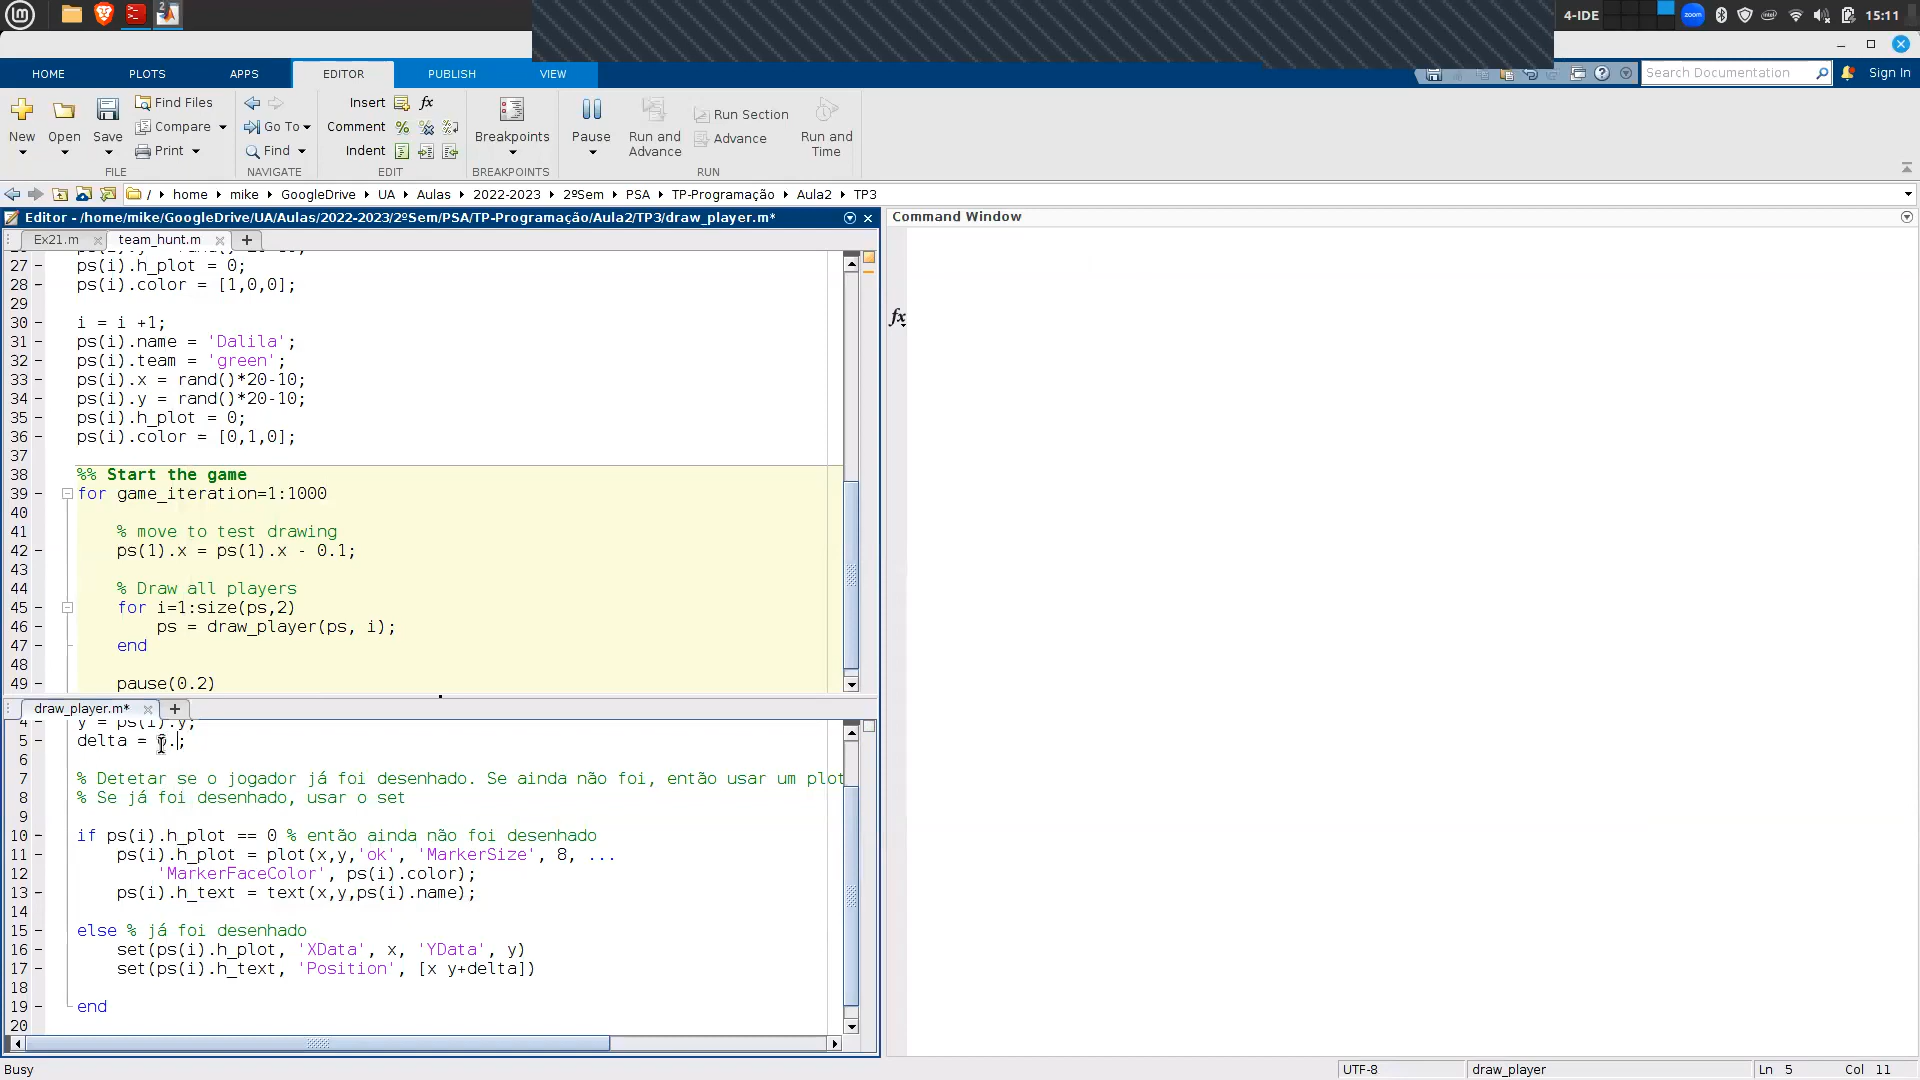 2
4-IDE
zoom
15:11
HOME PLOTS APPS EDITOR PUBLISH VIEW
Search Documentation
Sign In
New Open Save
Find Files
Compare
Print
FILE
Go To
Find
NAVIGATE
Insert
Comment
Indent
EDIT
Breakpoints
BREAKPOINTS
Pause
Run and Advance
Run Section
Advance
Run and Time
RUN
/ home mike GoogleDrive UA Aulas 2022-2023 2ºSem PSA TP-Programação Aula2 TP3
Editor - /home/mike/GoogleDrive/UA/Aulas/2022-2023/2ºSem/PSA/TP-Programação/Aula2/TP3/draw_player.m*
Ex21.m team_hunt.m
27 ps(i).h_plot = 0;
28 ps(i).color = [1,0,0];
29
30 i = i +1;
31 ps(i).name = 'Dalila';
32 ps(i).team = 'green';
33 ps(i).x = rand()*20-10;
34 ps(i).y = rand()*20-10;
35 ps(i).h_plot = 0;
36 ps(i).color = [0,1,0];
37
38 %% Start the game
39 for game_iteration=1:1000
40
41 % move to test drawing
42 ps(1).x = ps(1).x - 0.1;
43
44 % Draw all players
45 for i=1:size(ps,2)
46 ps = draw_player(ps, i);
47 end
48
49 pause(0.2)
draw_player.m*
4 y = ps(i).y;
5 delta = 0.;
6
7 % Detetar se o jogador já foi desenhado. Se ainda não foi, então usar um plot
8 % Se já foi desenhado, usar o set
9
10 if ps(i).h_plot == 0 % então ainda não foi desenhado
11 ps(i).h_plot = plot(x,y,'ok', 'MarkerSize', 8, ...
12 'MarkerFaceColor', ps(i).color);
13 ps(i).h_text = text(x,y,ps(i).name);
14
15 else % já foi desenhado
16 set(ps(i).h_plot, 'XData', x, 'YData', y)
17 set(ps(i).h_text, 'Position', [x y+delta])
18
19 end
20
Command Window
fx
Busy
UTF-8
draw_player
Ln 5 Col 11